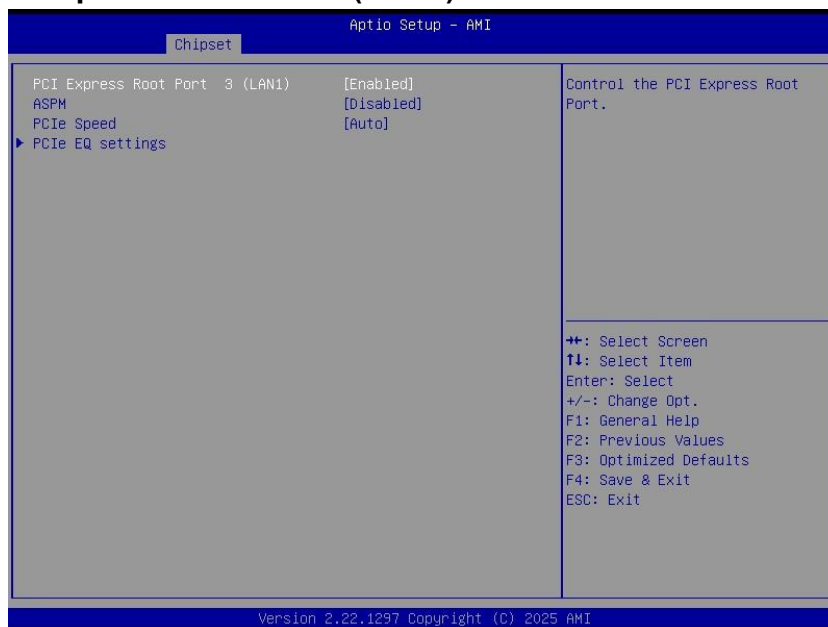 Aptio Setup - AMI
Chipset
PCI Express Root Port 3 (LAN1) [Enabled]
ASPM [Disabled]
PCIe Speed [Auto]
PCIe EQ settings
Control the PCI Express Root
Port.
→←: Select Screen
↑↓: Select Item
Enter: Select
+/-: Change Opt.
F1: General Help
F2: Previous Values
F3: Optimized Defaults
F4: Save & Exit
ESC: Exit
Version 2.22.1297 Copyright (C) 2025 AMI